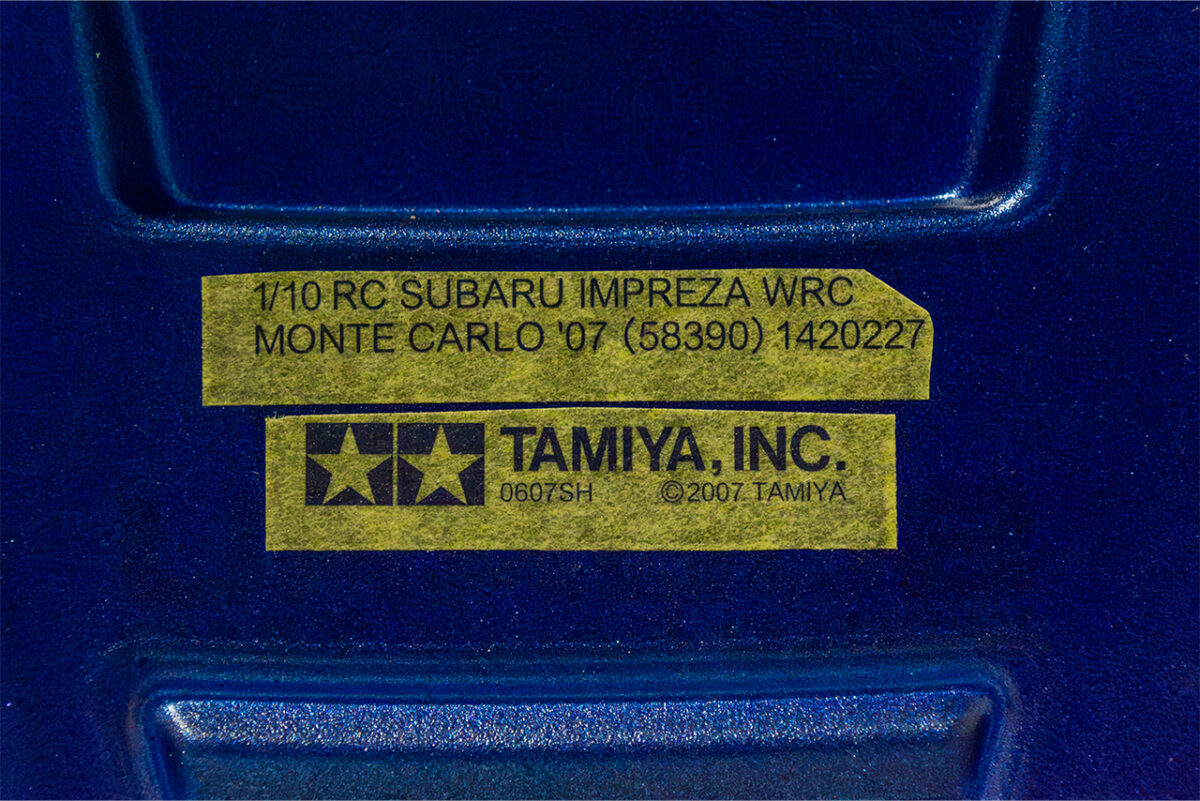 1/10 RC SUBARU IMPREZA WRC
MONTE CARLO '07 (58390) 1420227
TAMIYA, INC.
0607SH ©2007 TAMIYA